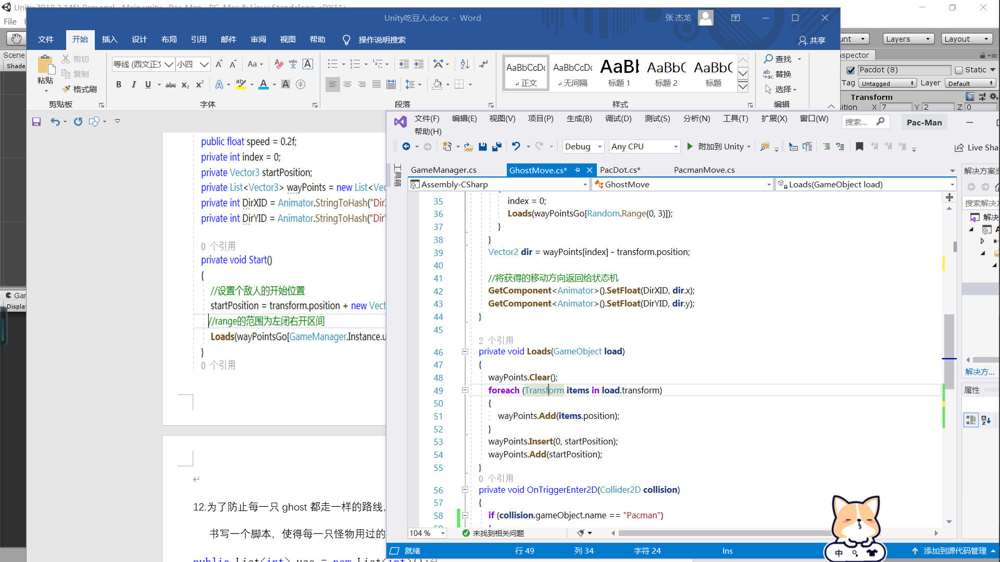 Unity 2018.3.14f1 Personal - Main.unity - Pac-Man - PC, Mac & Linux Standalone <DX11>
File
Scene
Shade
Gar
Display
Layers
Layout
Pacdot (8)
Static
Tag
Untagged
Layer
Default
Transform
X 7
Y 2
Z 0
Unity吃豆人.docx - Word
张 杰龙
文件
开始
插入
设计
布局
引用
邮件
审阅
视图
帮助
操作说明搜索
共享
粘贴
剪切
复制
格式刷
剪贴板
等线 (西文正文
小四
字体
段落
AaBbCcDc
正文
AaBbCcDc
无间隔
AaBl
标题 1
AaBbC
标题 2
AaBbC
标题
样式
查找
替换
选择
编辑
public float speed = 0.2f;
private int index = 0;
private Vector3 startPosition;
private List<Vector3> wayPoints = new List<Vec
private int DirXID = Animator.StringToHash("DirX
private int DirYID = Animator.StringToHash("DirY
0 个引用
private void Start()
{
//设置个敌人的开始位置
startPosition = transform.position + new Vect
//range的范围为左闭右开区间
Loads(wayPointsGo[GameManager.Instance.u
}
0 个引用
12.为了防止每一只 ghost 都走一样的路线，
书写一个脚本，使得每一只怪物用过的
public List<int> use = new List<int>();
文件(F)
编辑(E)
视图(V)
项目(P)
生成(B)
调试(D)
测试(S)
分析(N)
工具(T)
扩展(X)
窗口(W)
帮助(H)
搜索...
Pac-Man
Debug
Any CPU
附加到 Unity
Live Sha
工具箱
GameManager.cs
GhostMove.cs*
PacDot.cs*
PacmanMove.cs
Assembly-CSharp
GhostMove
Loads(GameObject load)
35 index = 0;
36 Loads(wayPointsGo[Random.Range(0, 3)]);
37 }
38 }
39 Vector2 dir = wayPoints[index] - transform.position;
40
41 //将获得的移动方向返回给状态机
42 GetComponent<Animator>().SetFloat(DirXID, dir.x);
43 GetComponent<Animator>().SetFloat(DirYID, dir.y);
44 }
45
2 个引用
46 private void Loads(GameObject load)
47 {
48 wayPoints.Clear();
49 foreach (Transform items in load.transform)
50 {
51 wayPoints.Add(items.position);
52 }
53 wayPoints.Insert(0, startPosition);
54 wayPoints.Add(startPosition);
55 }
0 个引用
56 private void OnTriggerEnter2D(Collider2D collision)
57 {
58 if (collision.gameObject.name == "Pacman")
104 %
未找到相关问题
就绪
行 49
列 34
字符 24
Ins
添加到源代码管理
解决方案资
搜索解决方
解决
解决方...
属性
中